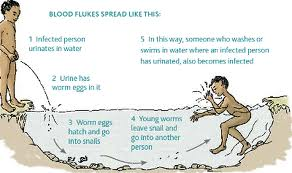 BLOOD FLUKES SPREAD LIKE THIS:
1 Infected person
urinates in water
2 Urine has
worm eggs in it
3 Worm eggs
hatch and go
into snails
4 Young worms
leave snail and
go into another
person
5 In this way, someone who washes or
swims in water where an infected person
has urinated, also becomes infected